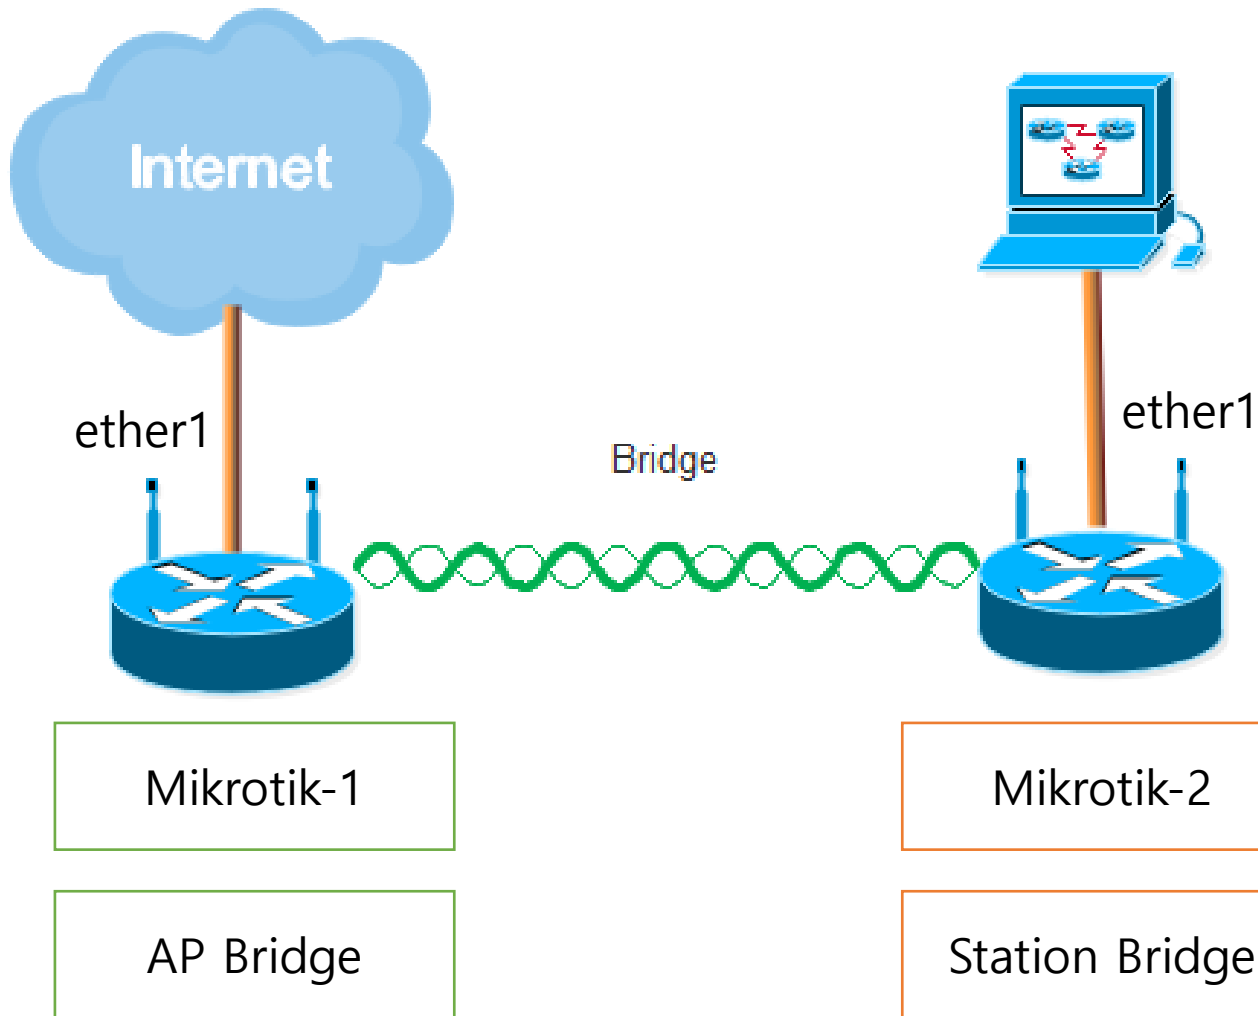 Internet
ether1
ether1
Bridge
Mikrotik-1
Mikrotik-2
AP Bridge
Station Bridge